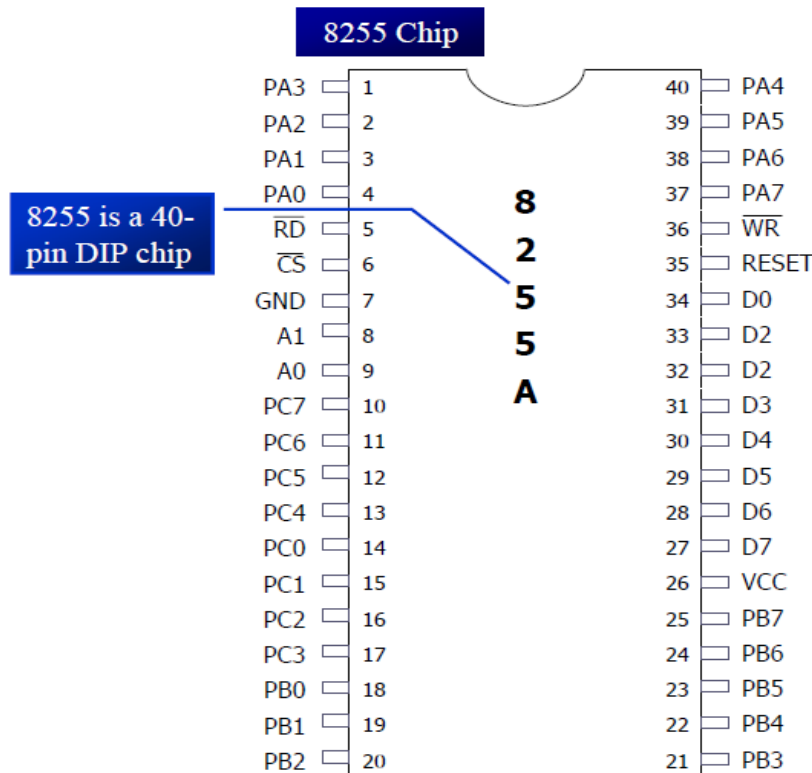 8255 Chip
PA3 1 40 PA4
PA2 2 39 PA5
PA1 3 38 PA6
PA0 4 37 PA7
8255 is a 40-
pin DIP chip
R̅D̅ 5 36 W̅R̅
C̅S̅ 6 35 RESET
GND 7 34 D0
A1 8 33 D2
A0 9 32 D2
PC7 10 31 D3
PC6 11 30 D4
PC5 12 29 D5
PC4 13 28 D6
PC0 14 27 D7
PC1 15 26 VCC
PC2 16 25 PB7
PC3 17 24 PB6
PB0 18 23 PB5
PB1 19 22 PB4
PB2 20 21 PB3
8
2
5
5
A